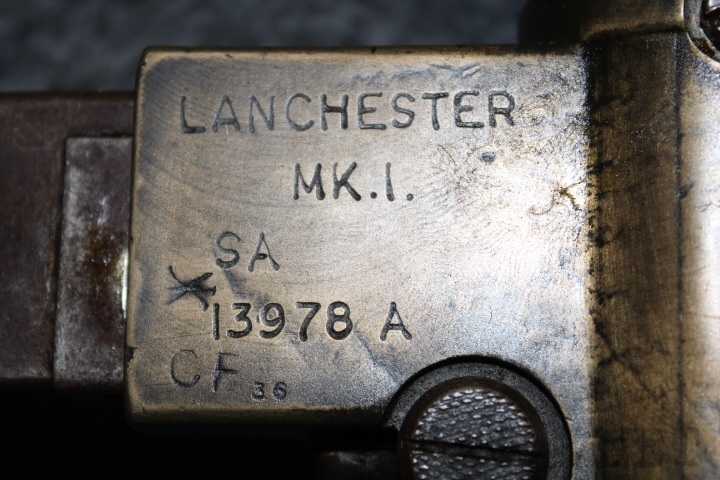 LANCHESTER
MK.I.
SA
13978 A
CF 36